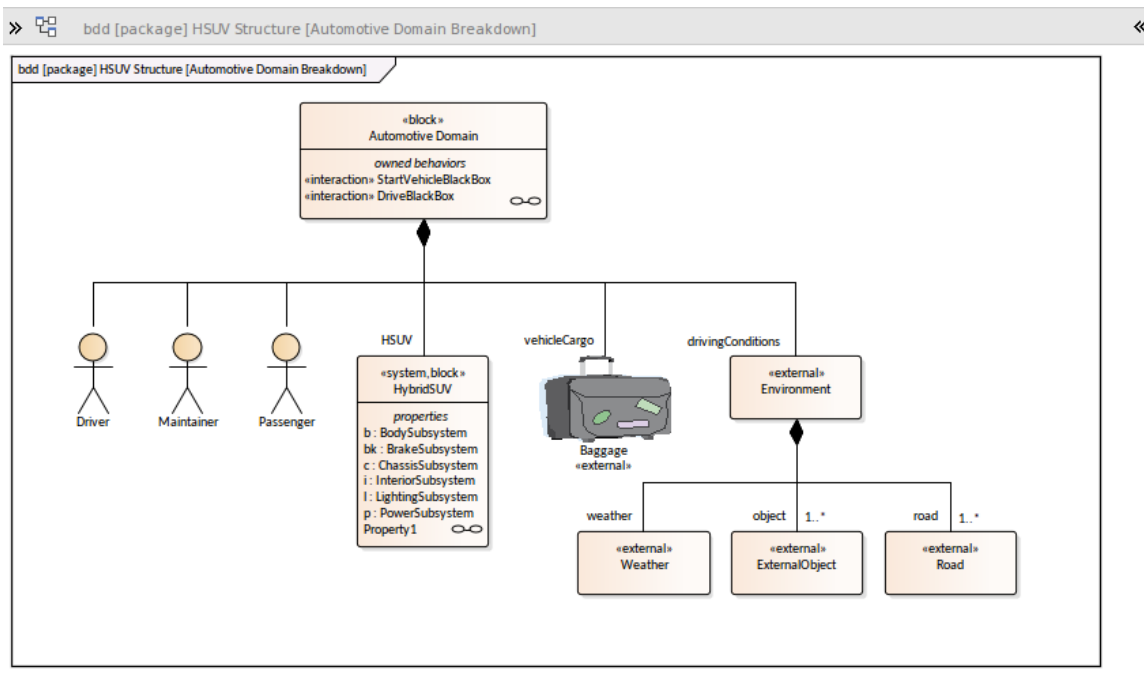 bdd [package] HSUV Structure [Automotive Domain Breakdown]
bdd [package] HSUV Structure [Automotive Domain Breakdown]
«block»
Automotive Domain
owned behaviors
«interaction» StartVehicleBlackBox
«interaction» DriveBlackBox
Driver
Maintainer
Passenger
HSUV
«system,block»
HybridSUV
properties
b : BodySubsystem
bk : BrakeSubsystem
c : ChassisSubsystem
i : InteriorSubsystem
l : LightingSubsystem
p : PowerSubsystem
Property1
vehicleCargo
Baggage
«external»
drivingConditions
«external»
Environment
weather
«external»
Weather
object 1..*
«external»
ExternalObject
road 1..*
«external»
Road